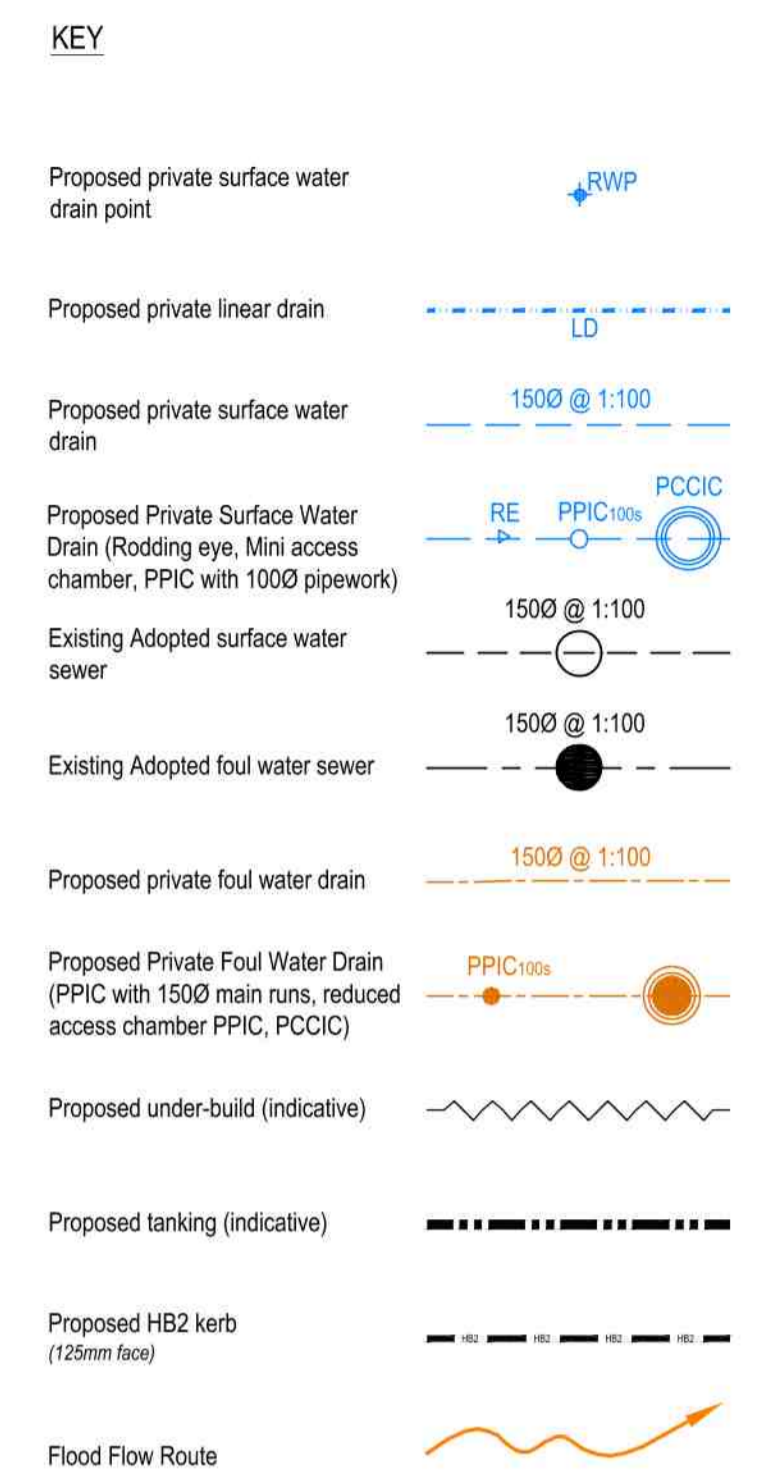 KEY
Proposed private surface water
drain point
RWP
Proposed private linear drain
LD
Proposed private surface water
drain
150Ø @ 1:100
Proposed Private Surface Water
Drain (Rodding eye, Mini access
chamber, PPIC with 100Ø pipework)
RE PPIC100s PCCIC
Existing Adopted surface water
sewer
150Ø @ 1:100
Existing Adopted foul water sewer
150Ø @ 1:100
Proposed private foul water drain
150Ø @ 1:100
Proposed Private Foul Water Drain
(PPIC with 150Ø main runs, reduced
access chamber PPIC, PCCIC)
PPIC100s
Proposed under-build (indicative)
Proposed tanking (indicative)
Proposed HB2 kerb
(125mm face)
HB2 HB2 HB2 HB2
Flood Flow Route